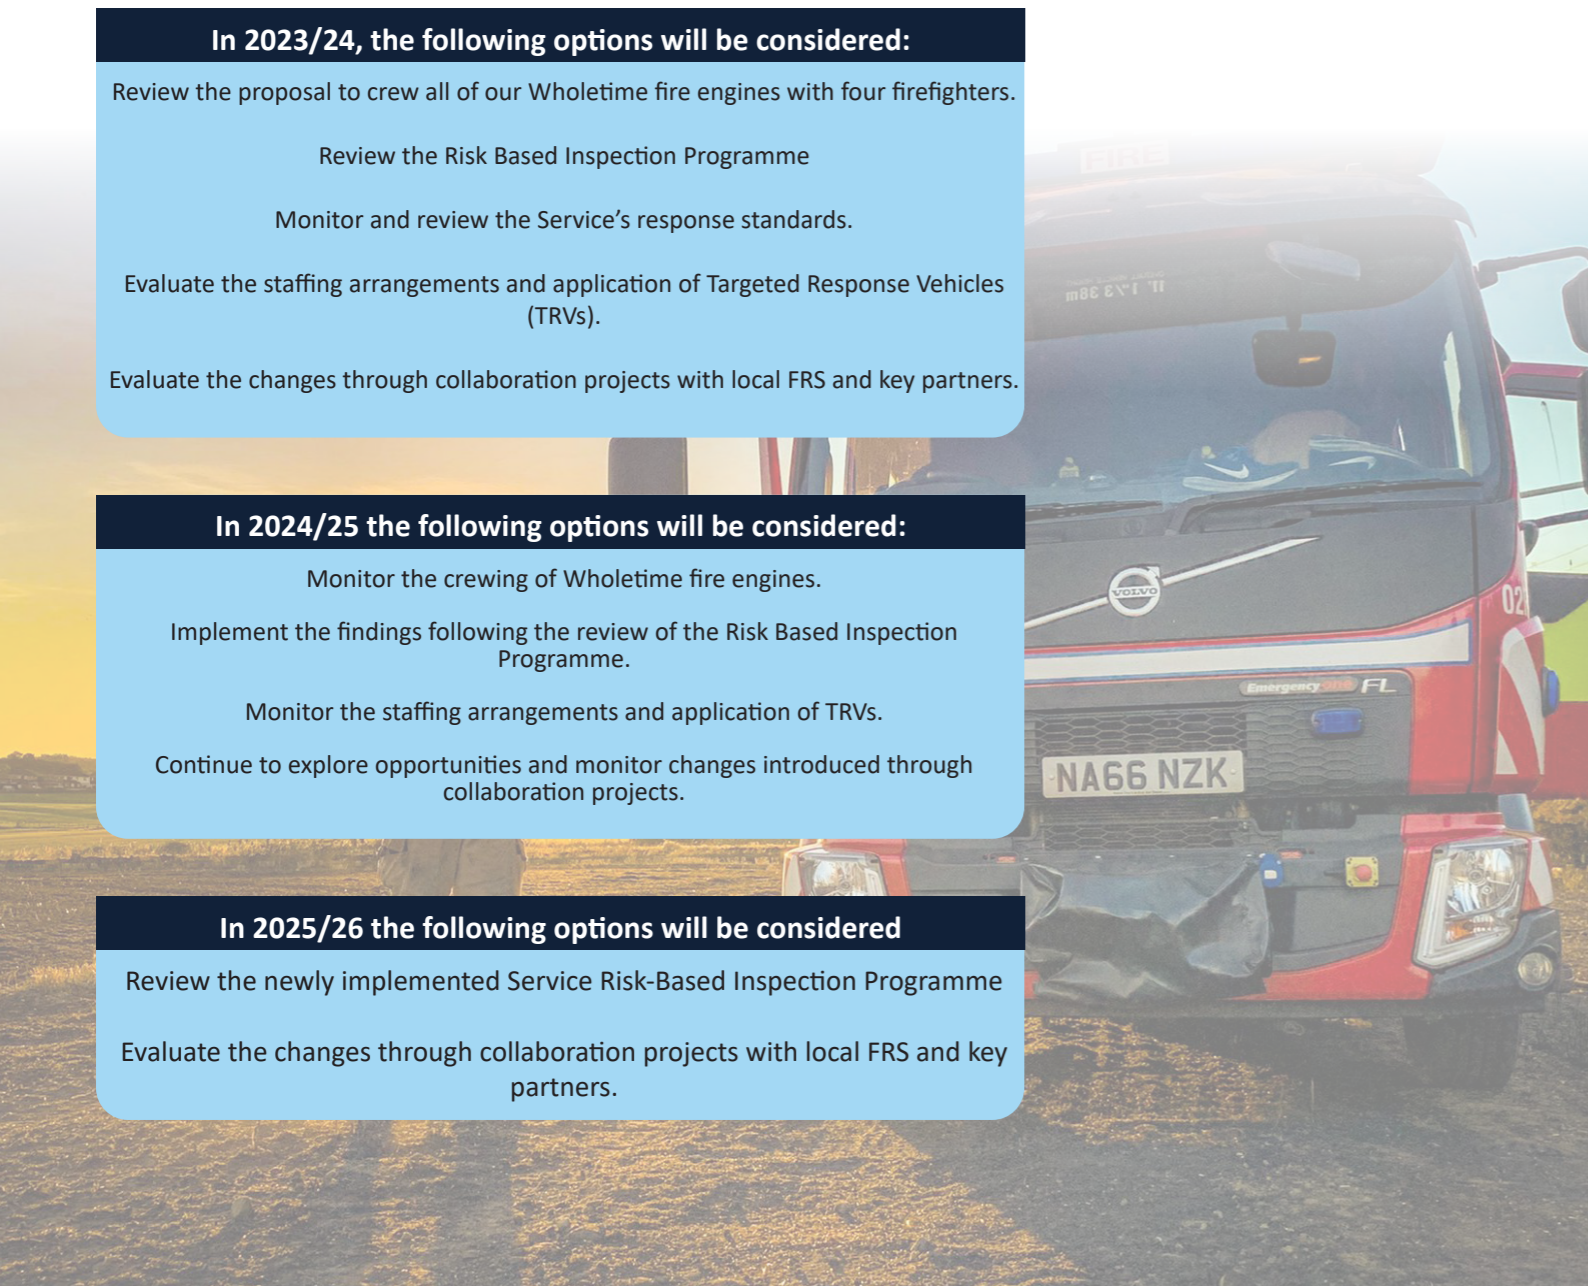 In 2023/24, the following options will be considered:
Review the proposal to crew all of our Wholetime fire engines with four firefighters.
Review the Risk Based Inspection Programme
Monitor and review the Service’s response standards.
Evaluate the staffing arrangements and application of Targeted Response Vehicles
(TRVs).
Evaluate the changes through collaboration projects with local FRS and key partners.
In 2024/25 the following options will be considered:
Monitor the crewing of Wholetime fire engines.
Implement the findings following the review of the Risk Based Inspection
Programme.
Monitor the staffing arrangements and application of TRVs.
Continue to explore opportunities and monitor changes introduced through
collaboration projects.
In 2025/26 the following options will be considered
Review the newly implemented Service Risk-Based Inspection Programme
Evaluate the changes through collaboration projects with local FRS and key
partners.
VOLVO
02
Emergency one FL
NA66 NZK